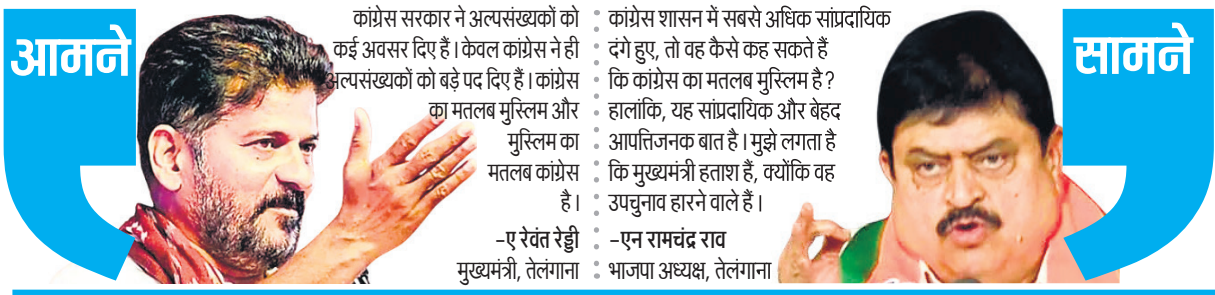 आमने
कांग्रेस सरकार ने अल्पसंख्यकों को
कई अवसर दिए हैं। केवल कांग्रेस ने ही
अल्पसंख्यकों को बड़े पद दिए हैं। कांग्रेस
का मतलब मुस्लिम और
मुस्लिम का
मतलब कांग्रेस
है।
-ए रेवंत रेड्डी
मुख्यमंत्री, तेलंगाना
कांग्रेस शासन में सबसे अधिक सांप्रदायिक
दंगे हुए, तो वह कैसे कह सकते हैं
कि कांग्रेस का मतलब मुस्लिम है?
हालांकि, यह सांप्रदायिक और बेहद
आपत्तिजनक बात है। मुझे लगता है
कि मुख्यमंत्री हताश हैं, क्योंकि वह
उपचुनाव हारने वाले हैं।
-एन रामचंद्र राव
भाजपा अध्यक्ष, तेलंगाना
सामने